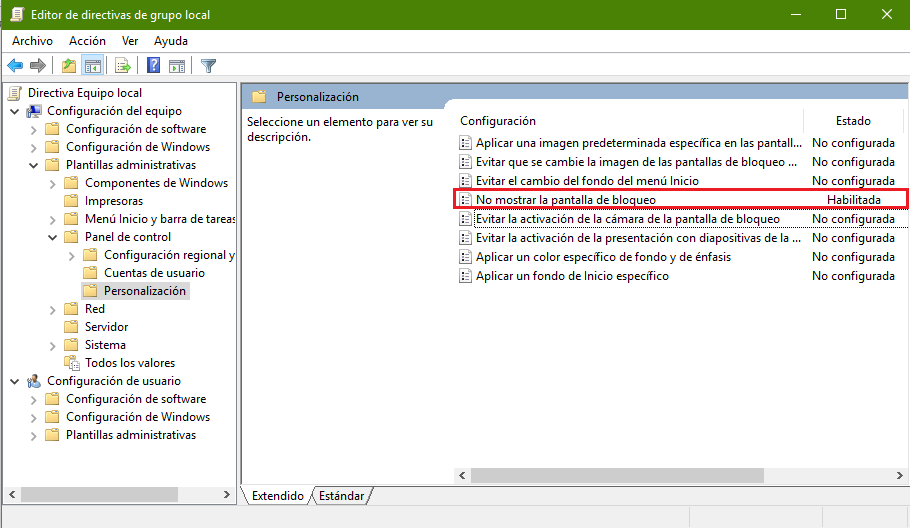 Editor de directivas de grupo local
Archivo Acción Ver Ayuda
Directiva Equipo local
Configuración del equipo
Configuración de software
Configuración de Windows
Plantillas administrativas
Componentes de Windows
Impresoras
Menú Inicio y barra de tareas
Panel de control
Configuración regional y
Cuentas de usuario
Personalización
Red
Servidor
Sistema
Todos los valores
Configuración de usuario
Configuración de software
Configuración de Windows
Plantillas administrativas
Personalización
Seleccione un elemento para ver su
descripción.
Configuración Estado
Aplicar una imagen predeterminada específica en las pantall... No configurada
Evitar que se cambie la imagen de las pantallas de bloqueo ... No configurada
Evitar el cambio del fondo del menú Inicio No configurada
No mostrar la pantalla de bloqueo Habilitada
Evitar la activación de la cámara de la pantalla de bloqueo No configurada
Evitar la activación de la presentación con diapositivas de la ... No configurada
Aplicar un color específico de fondo y de énfasis No configurada
Aplicar un fondo de Inicio específico No configurada
Extendido Estándar